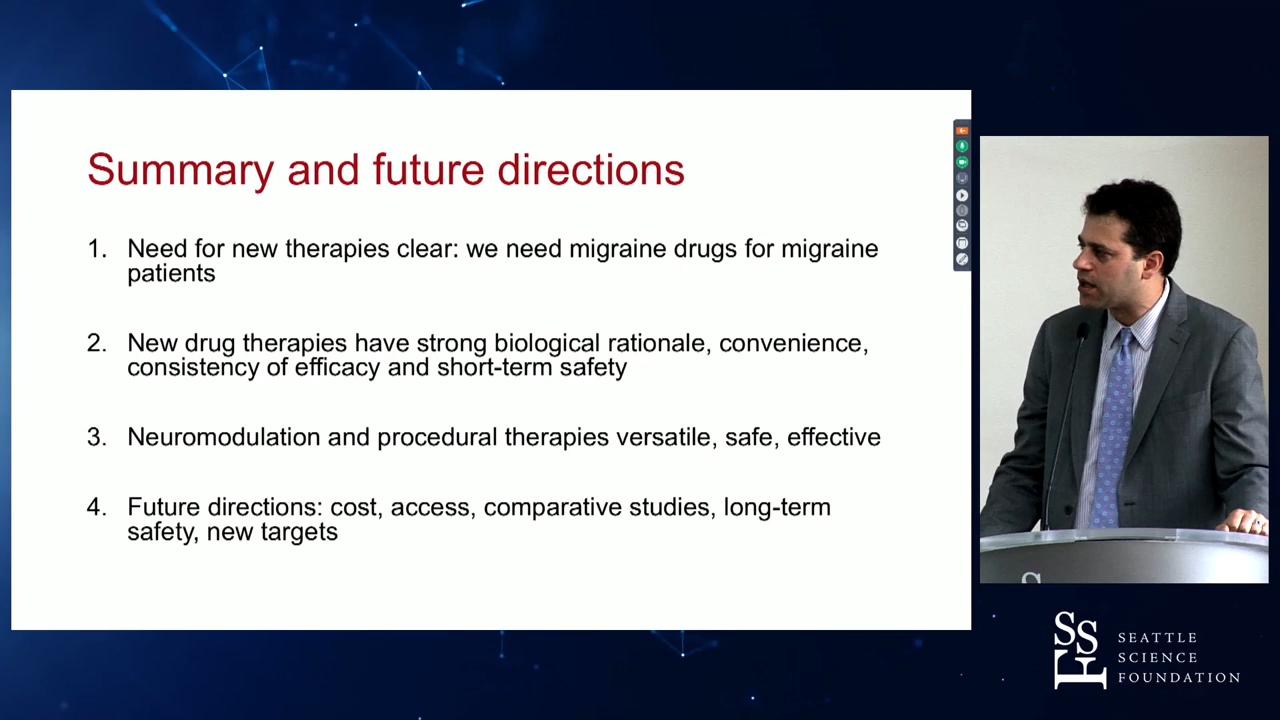 Summary and future directions
1. Need for new therapies clear: we need migraine drugs for migraine
patients
2. New drug therapies have strong biological rationale, convenience,
consistency of efficacy and short-term safety
3. Neuromodulation and procedural therapies versatile, safe, effective
4. Future directions: cost, access, comparative studies, long-term
safety, new targets
S
SSF
SEATTLE
SCIENCE
FOUNDATION